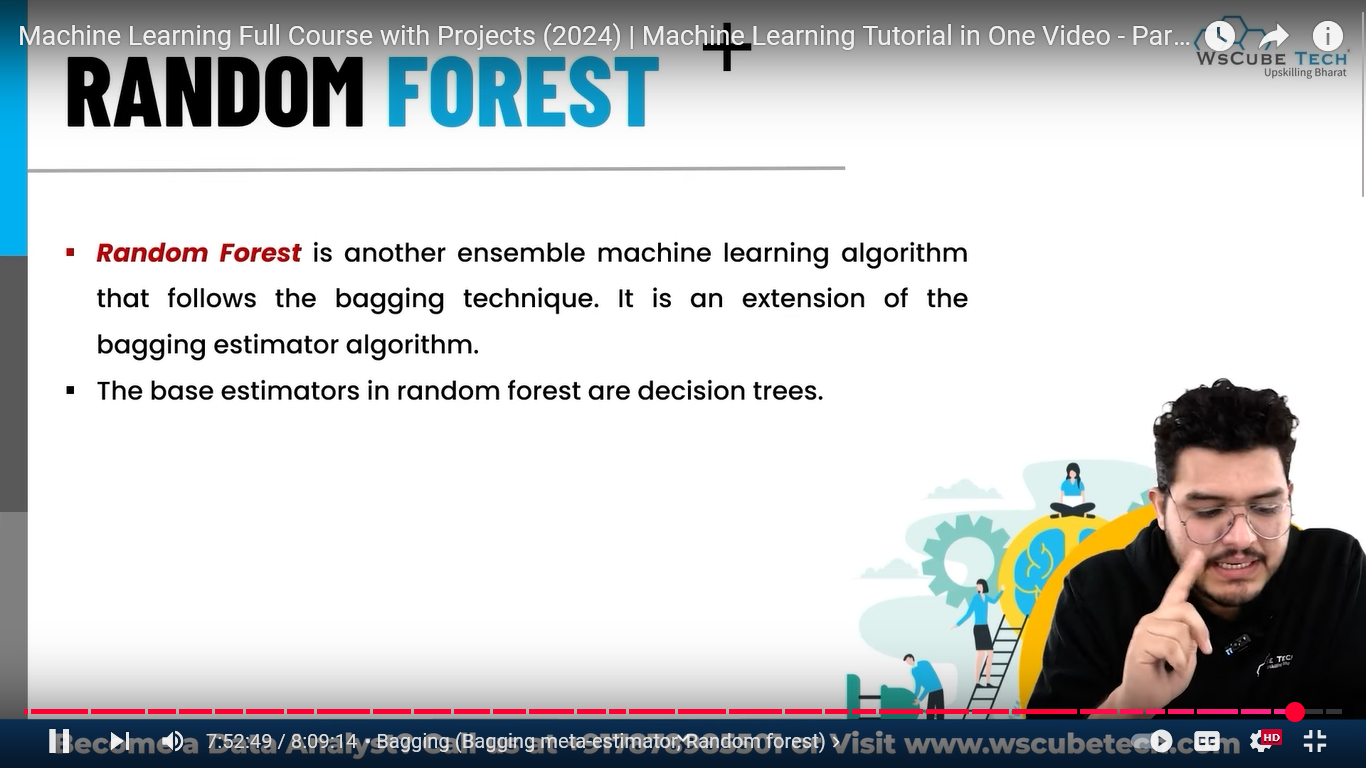 Machine Learning Full Course with Projects (2024) | Machine Learning Tutorial in One Video - Par...
WSCUBE TECH
Upskilling Bharat
RANDOM FOREST
▪ Random Forest is another ensemble machine learning algorithm
that follows the bagging technique. It is an extension of the
bagging estimator algorithm.
▪ The base estimators in random forest are decision trees.
7:52:49 / 8:09:14 • Bagging (Bagging meta-estimator, Random forest) >
Visit www.wscubetech.com
CC
HD